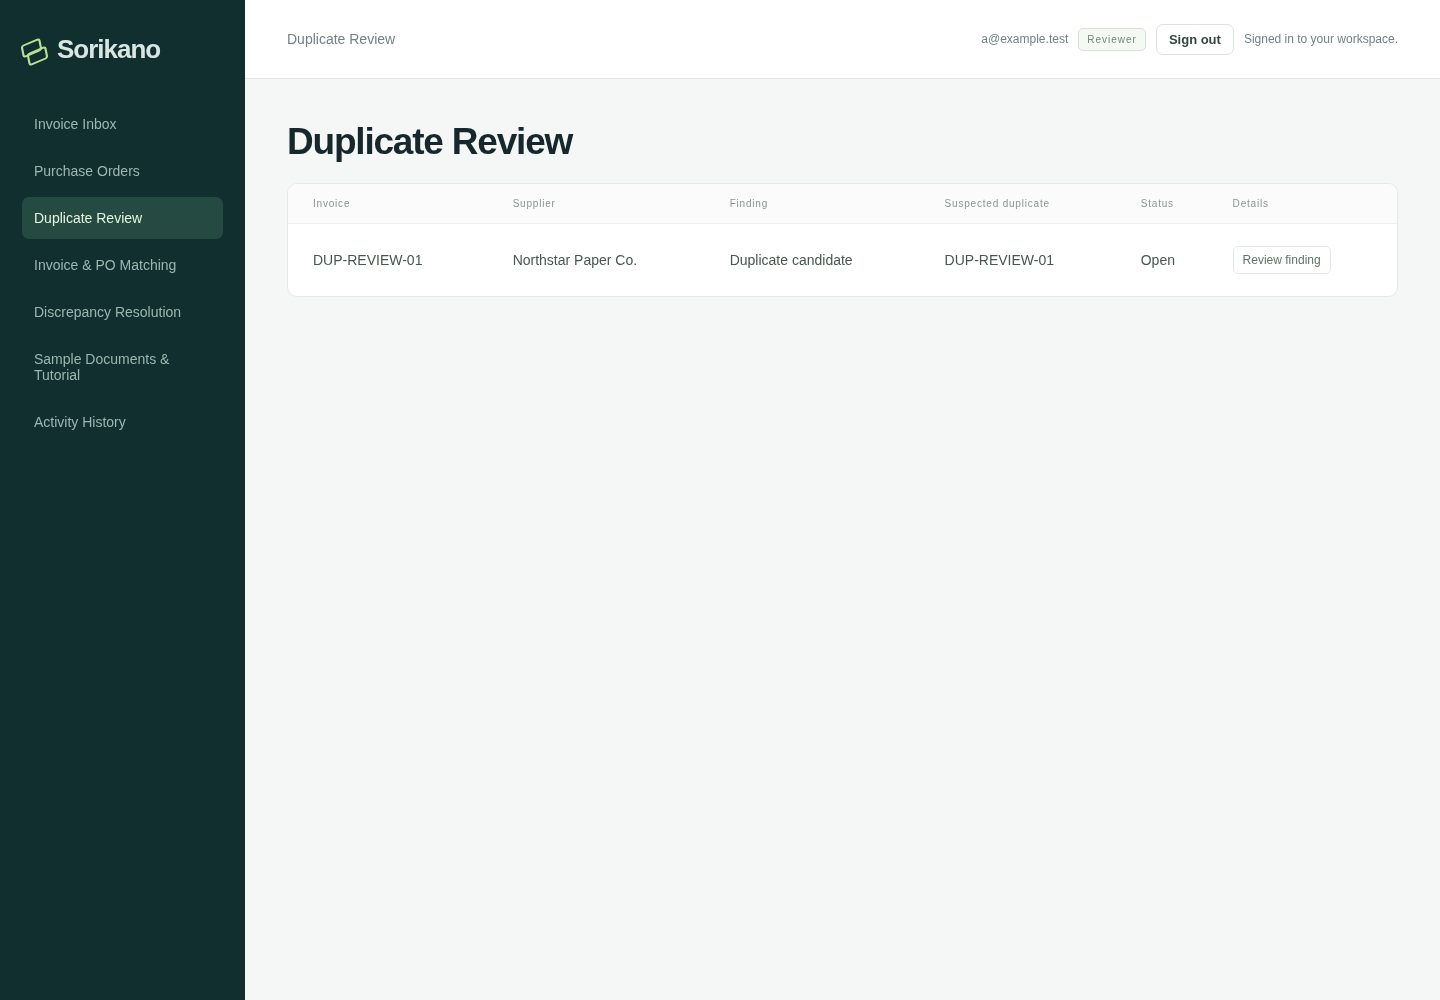 Sorikano
Invoice Inbox
Purchase Orders
Duplicate Review
Invoice & PO Matching
Discrepancy Resolution
Sample Documents &
Tutorial
Activity History
Duplicate Review
a@example.test
Reviewer
Sign out
Signed in to your workspace.
Duplicate Review
Invoice Supplier Finding Suspected duplicate Status Details
DUP-REVIEW-01 Northstar Paper Co. Duplicate candidate DUP-REVIEW-01 Open Review finding